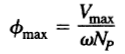 ϕmax = Vmax / ωNP